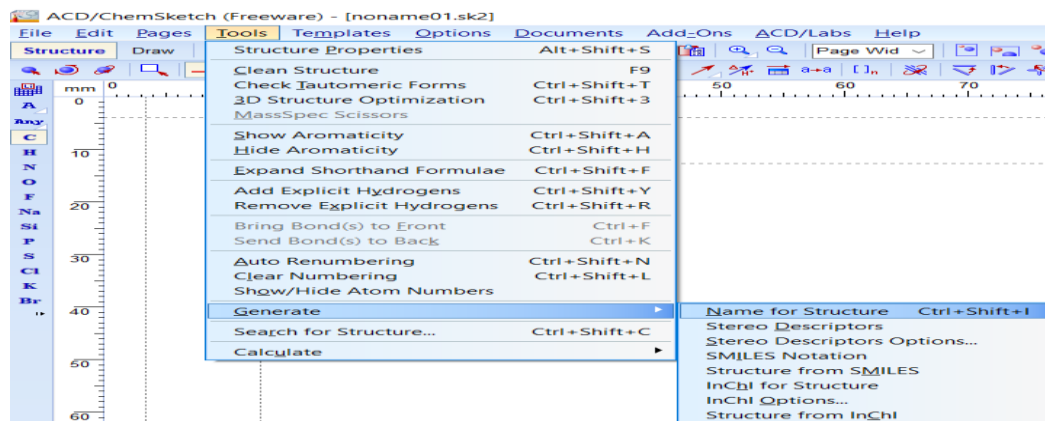 ACD/ChemSketch (Freeware) - [noname01.sk2]
File Edit Pages Tools Templates Options Documents Add-Ons ACD/Labs Help
Structure Draw Page Wid
mm 0 50 60 70
a→a [ ]n
A
Any
C
H
N
O
F
Na
Si
P
S
Cl
K
Br
0
10
20
30
40
50
60
Structure Properties Alt+Shift+S
Clean Structure F9
Check Tautomeric Forms Ctrl+Shift+T
3D Structure Optimization Ctrl+Shift+3
MassSpec Scissors
Show Aromaticity Ctrl+Shift+A
Hide Aromaticity Ctrl+Shift+H
Expand Shorthand Formulae Ctrl+Shift+F
Add Explicit Hydrogens Ctrl+Shift+Y
Remove Explicit Hydrogens Ctrl+Shift+R
Bring Bond(s) to Front Ctrl+F
Send Bond(s) to Back Ctrl+K
Auto Renumbering Ctrl+Shift+N
Clear Numbering Ctrl+Shift+L
Show/Hide Atom Numbers
Generate
Search for Structure... Ctrl+Shift+C
Calculate
Name for Structure Ctrl+Shift+I
Stereo Descriptors
Stereo Descriptors Options...
SMILES Notation
Structure from SMILES
InChI for Structure
InChI Options...
Structure from InChI